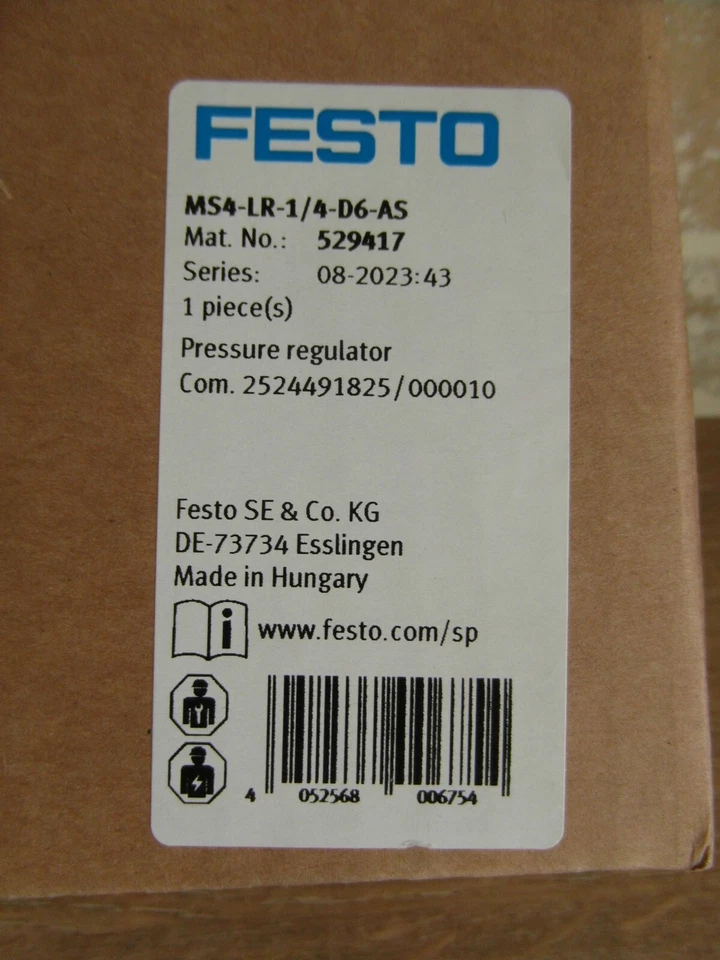 FESTO
MS4-LR-1/4-D6-AS
Mat. No.: 529417
Series: 08-2023:43
1 piece(s)
Pressure regulator
Com. 2524491825/000010
Festo SE & Co. KG
DE-73734 Esslingen
Made in Hungary
i www.festo.com/sp
4 052568 006754